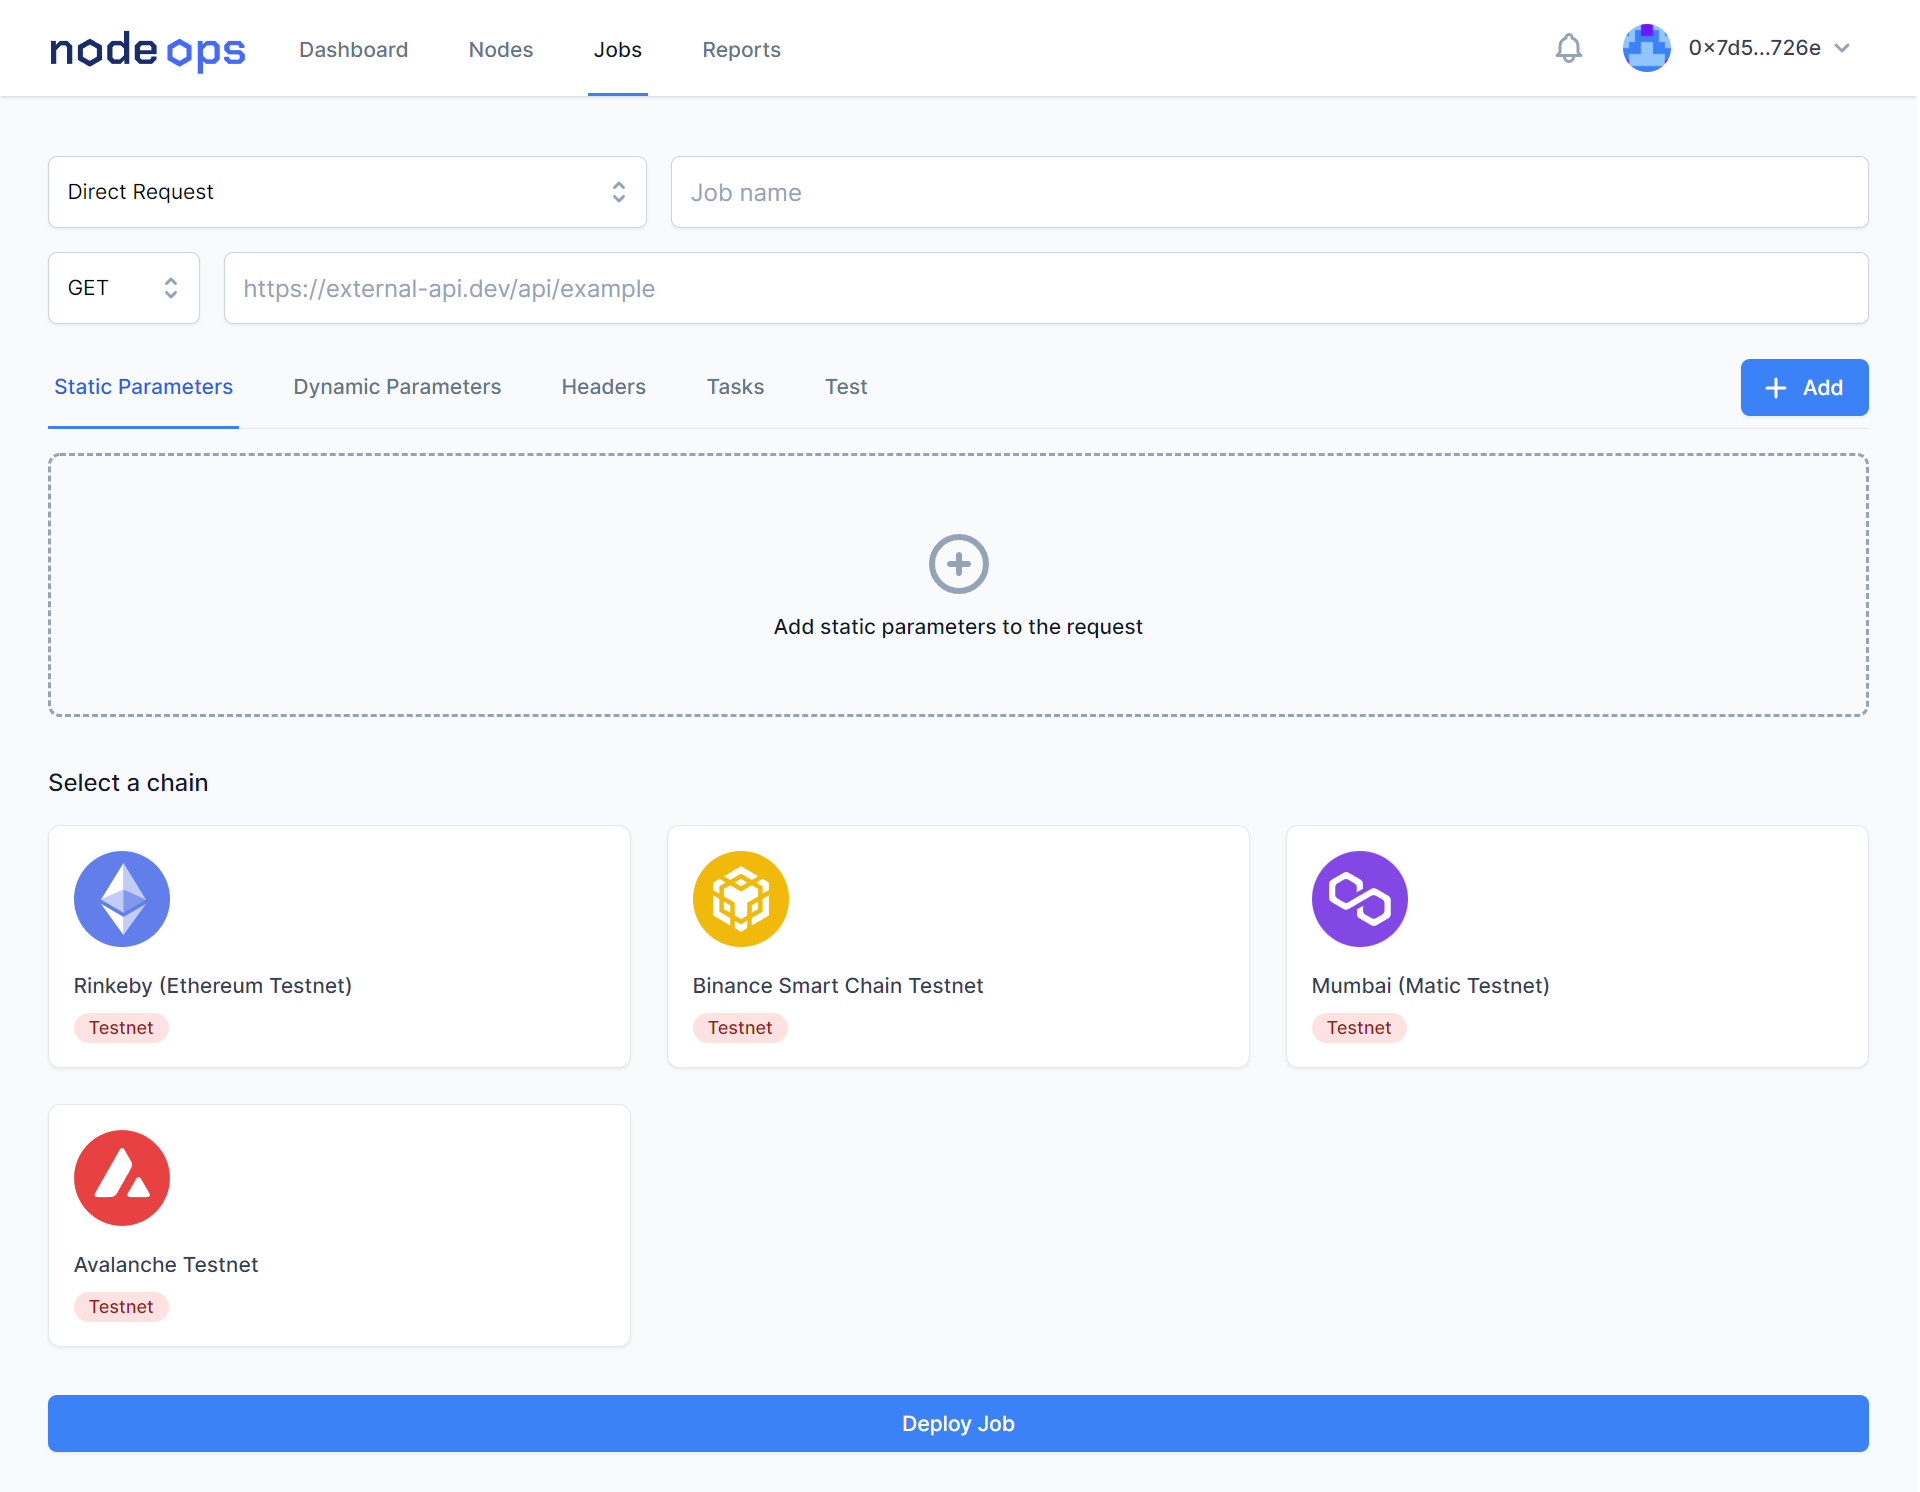 node ops Dashboard Nodes Jobs Reports 0×7d5...726e
Direct Request Job name
GET https://external-api.dev/api/example
Static Parameters Dynamic Parameters Headers Tasks Test Add
Add static parameters to the request
Select a chain
Rinkeby (Ethereum Testnet) Binance Smart Chain Testnet Mumbai (Matic Testnet)
Testnet Testnet Testnet
Avalanche Testnet
Testnet
Deploy Job